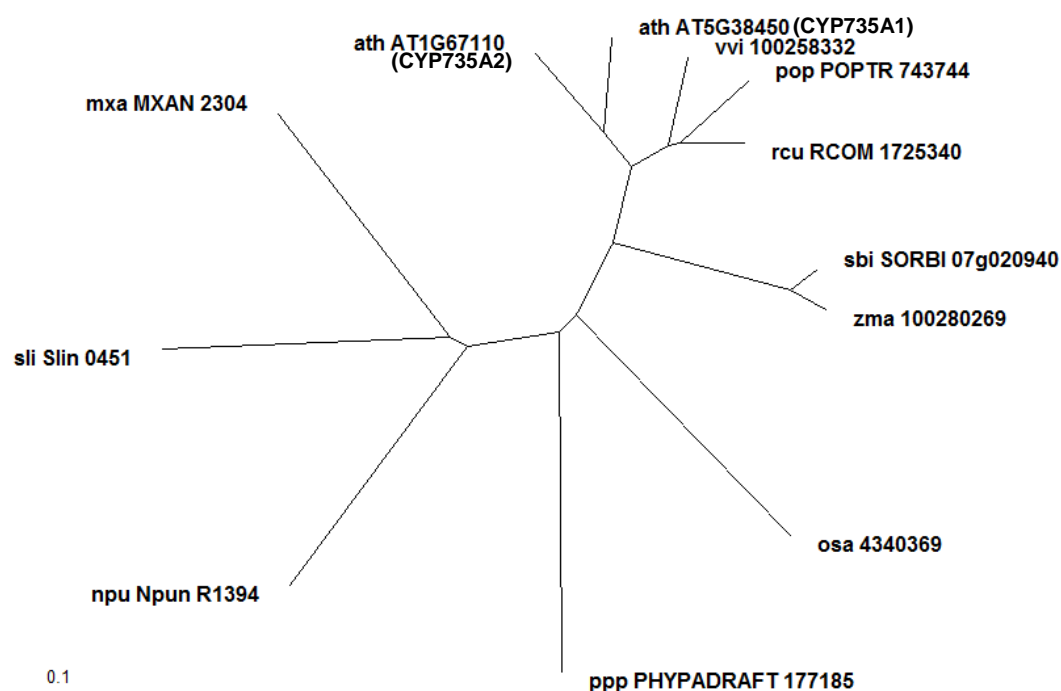 ath AT5G38450 (CYP735A1)
ath AT1G67110
(CYP735A2)
vvi 100258332
pop POPTR 743744
mxa MXAN 2304
rcu RCOM 1725340
sbi SORBI 07g020940
zma 100280269
sli Slin 0451
osa 4340369
npu Npun R1394
0.1
ppp PHYPADRAFT 177185